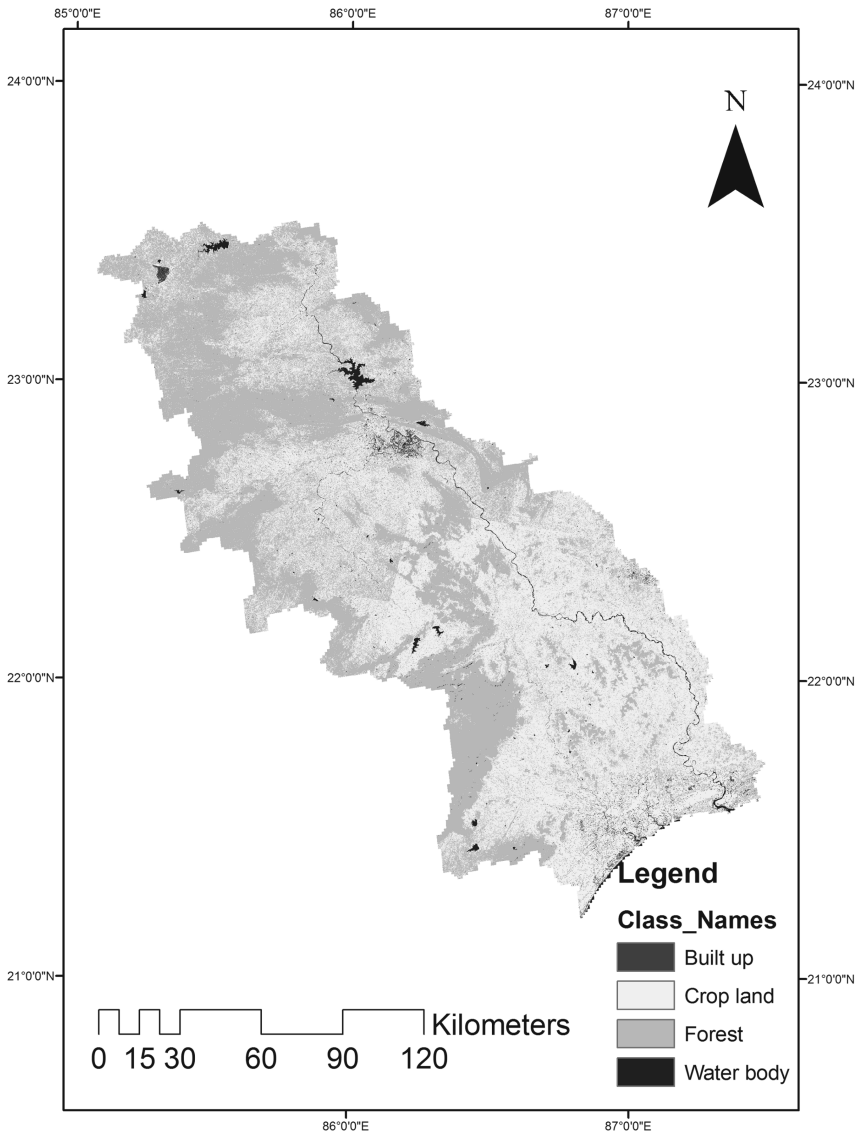 85°0'0"E 86°0'0"E 87°0'0"E
24°0'0"N 24°0'0"N
N
23°0'0"N 23°0'0"N
22°0'0"N 22°0'0"N
Legend
Class_Names
Built up
21°0'0"N 21°0'0"N
Crop land
Kilometers
Forest
0 15 30 60 90 120
Water body
86°0'0"E 87°0'0"E